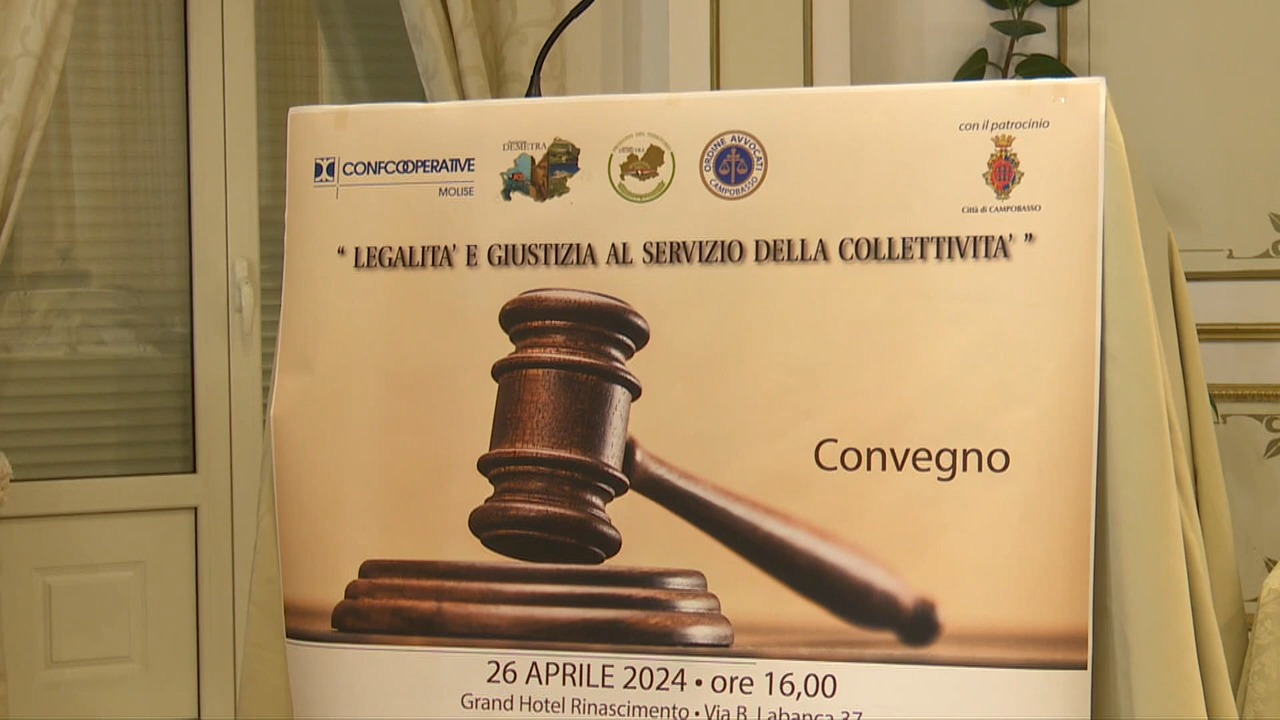 con il patrocinio
CONFCOOPERATIVE
MOLISE
DEMETRA
DEMETRA
ORDINE AVVOCATI
CAMPOBASSO
Città di CAMPOBASSO
“ LEGALITA’ E GIUSTIZIA AL SERVIZIO DELLA COLLETTIVITA’ ”
Convegno
26 APRILE 2024 • ore 16,00
Grand Hotel Rinascimento • Via B. Labanca 37